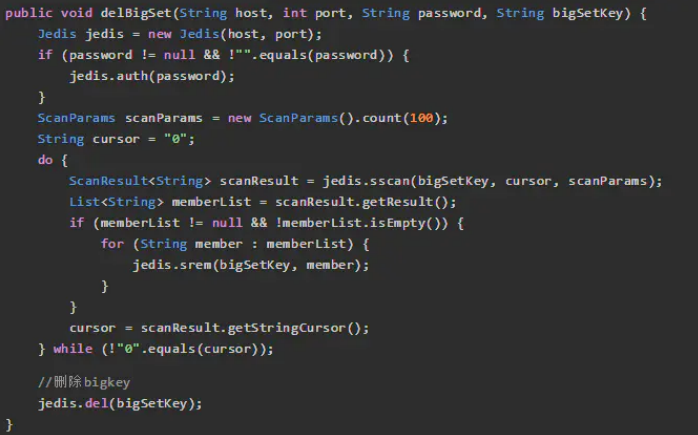 public void delBigSet(String host, int port, String password, String bigSetKey) {
    Jedis jedis = new Jedis(host, port);
    if (password != null && !"".equals(password)) {
        jedis.auth(password);
    }
    ScanParams scanParams = new ScanParams().count(100);
    String cursor = "0";
    do {
        ScanResult<String> scanResult = jedis.sscan(bigSetKey, cursor, scanParams);
        List<String> memberList = scanResult.getResult();
        if (memberList != null && !memberList.isEmpty()) {
            for (String member : memberList) {
                jedis.srem(bigSetKey, member);
            }
        }
        cursor = scanResult.getStringCursor();
    } while (!"0".equals(cursor));
    //删除bigkey
    jedis.del(bigSetKey);
}